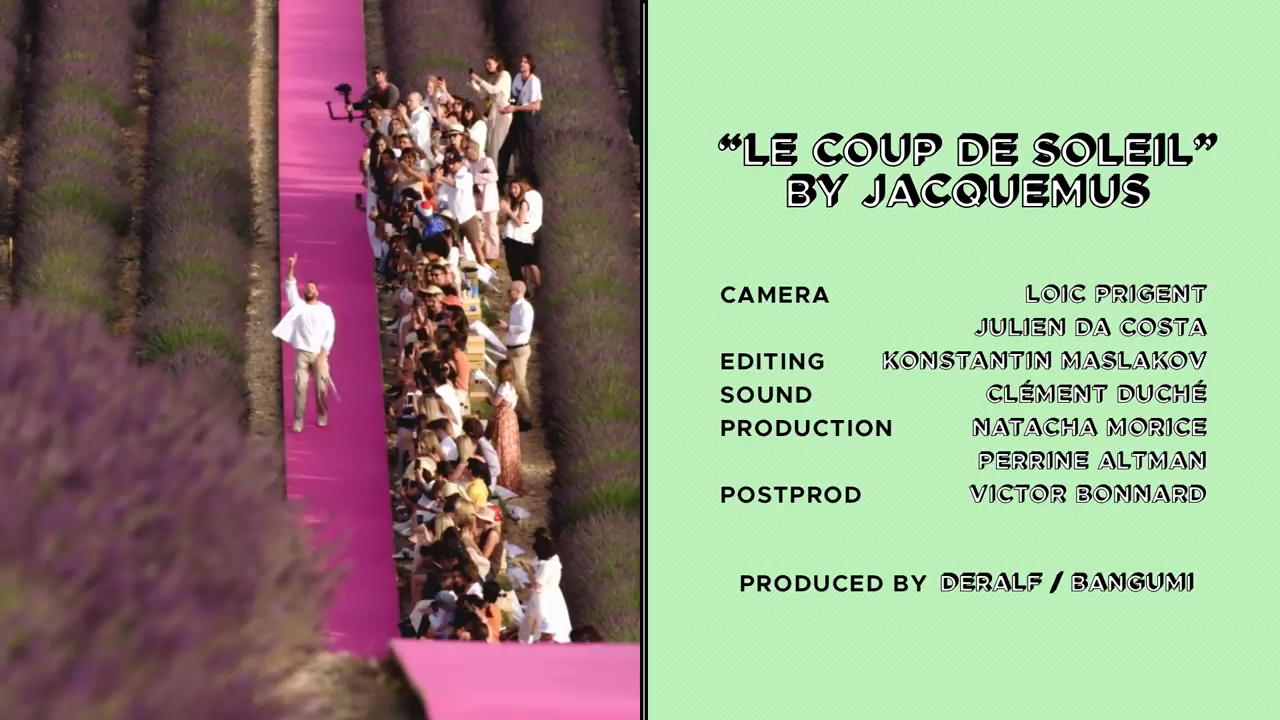 “LE COUP DE SOLEIL”
BY JACQUEMUS
CAMERA LOIC PRIGENT
JULIEN DA COSTA
EDITING KONSTANTIN MASLAKOV
SOUND CLÉMENT DUCHÉ
PRODUCTION NATACHA MORICE
PERRINE ALTMAN
POSTPROD VICTOR BONNARD
PRODUCED BY DERALF / BANGUMI